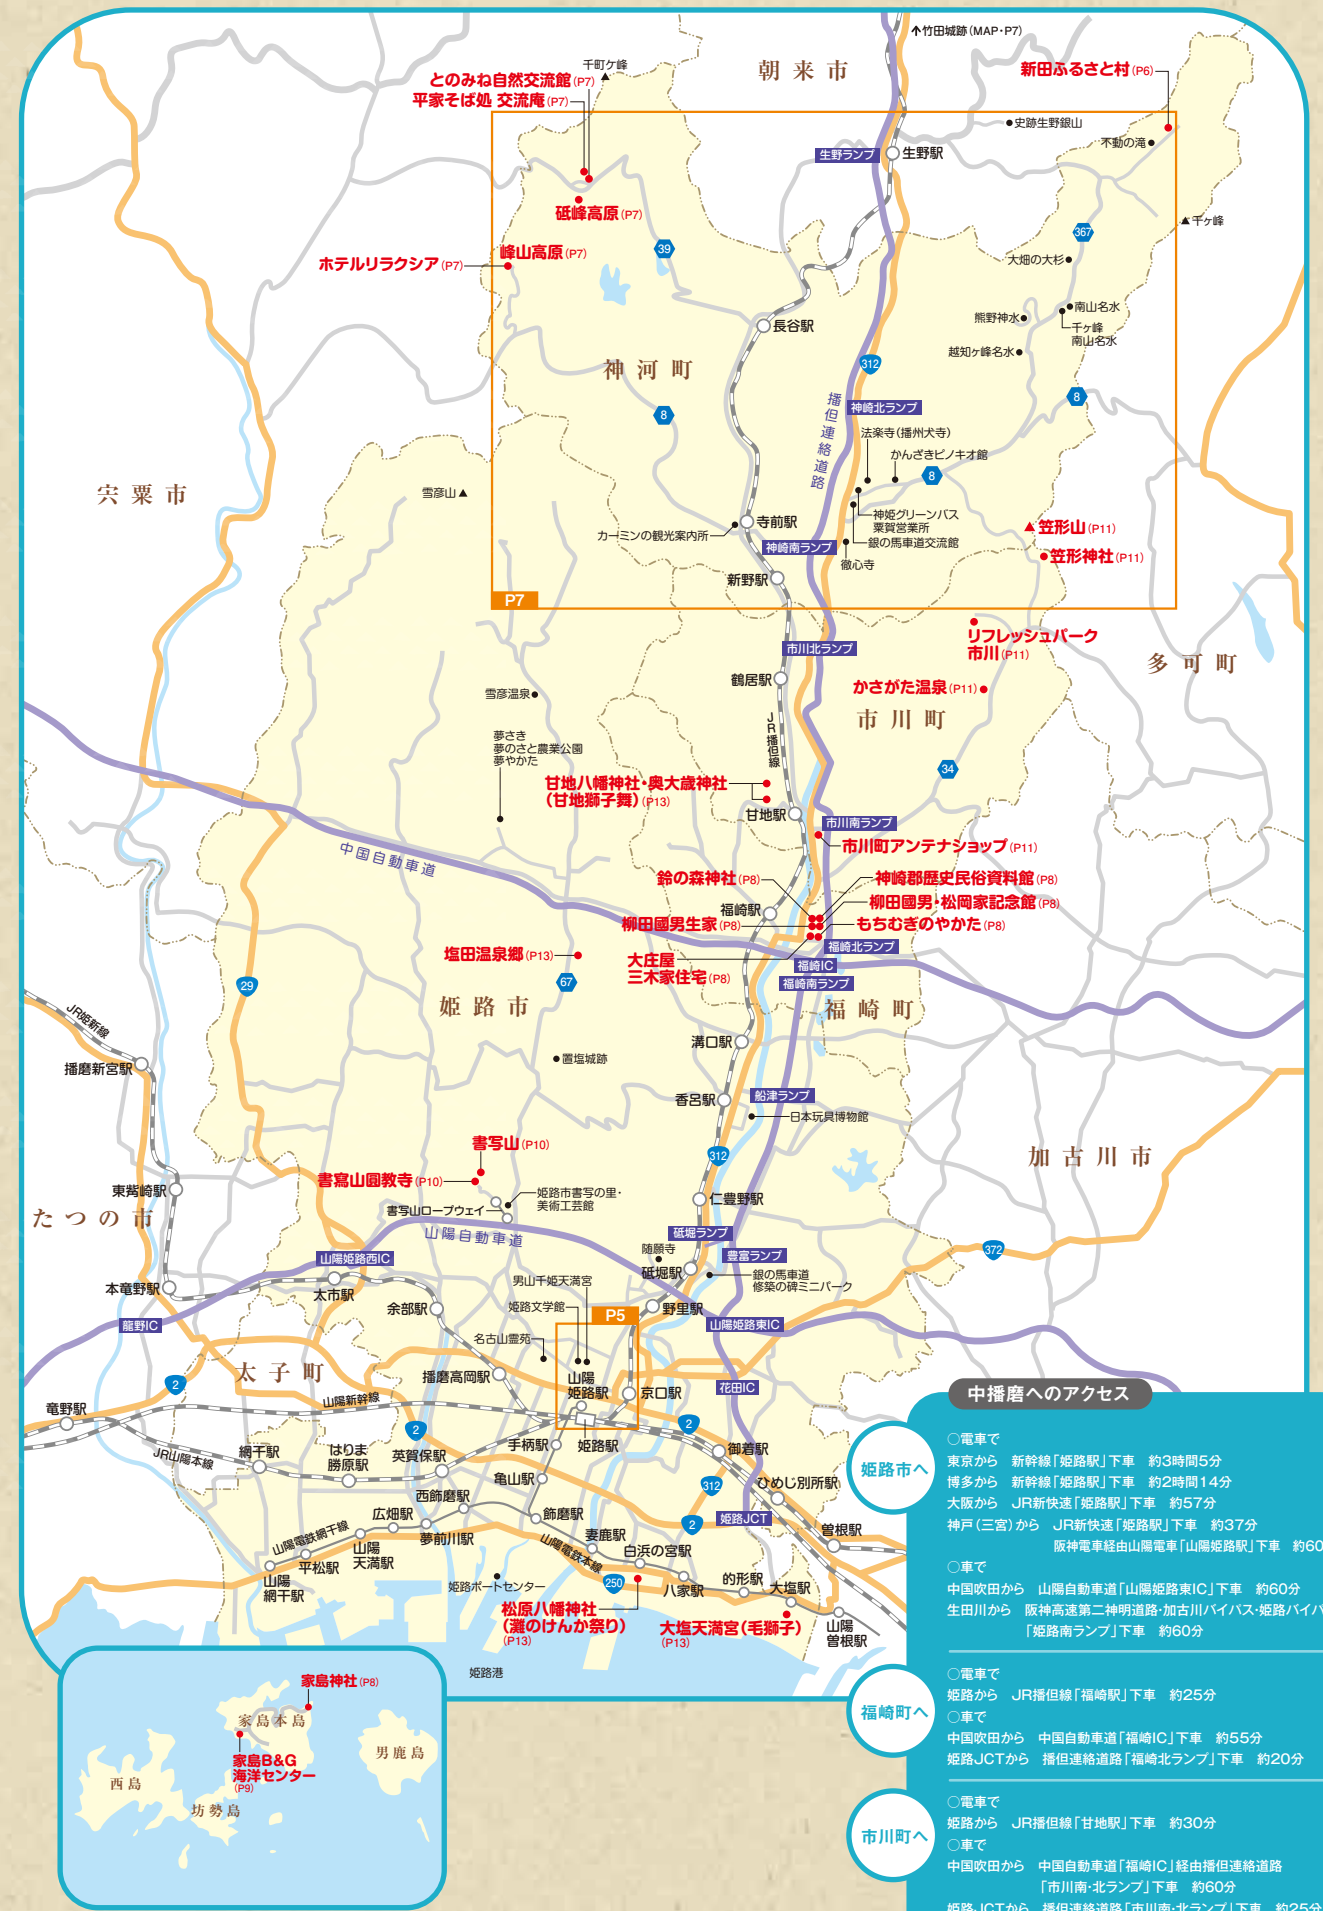 ↑竹田城跡(MAP・P7)
朝来市
千町ケ峰
とのみね自然交流館(P7)
平家そば処 交流庵(P7)
新田ふるさと村(P6)
史跡生野銀山
不動の滝
生野ランプ
生野駅
砥峰高原(P7)
千ヶ峰
367
39
峰山高原(P7)
ホテルリラクシア(P7)
大畑の大杉
南山名水
熊野神水
千ヶ峰
南山名水
長谷駅
越知ヶ峰名水
312
神河町
8
8
播但連絡道路
神崎北ランプ
法楽寺(播州犬寺)
かんざきピノキオ館
8
宍粟市
雪彦山
神姫グリーンバス
粟賀営業所
寺前駅
カーミンの観光案内所
笠形山(P11)
神崎南ランプ
銀の馬車道交流館
笠形神社(P11)
徹心寺
新野駅
P7
リフレッシュパーク
市川(P11)
市川北ランプ
多可町
鶴居駅
かさがた温泉(P11)
雪彦温泉
市川町
JR播但線
夢さき
夢のさと農業公園
夢やかた
34
甘地八幡神社・奥大歳神社
(甘地獅子舞)(P13)
甘地駅
市川南ランプ
市川町アンテナショップ(P11)
中国自動車道
鈴の森神社(P8)
神崎郡歴史民俗資料館(P8)
柳田國男・松岡家記念館(P8)
福崎駅
柳田國男生家(P8)
もちむぎのやかた(P8)
福崎北ランプ
塩田温泉郷(P13)
大庄屋
三木家住宅(P8)
福崎IC
福崎南ランプ
29
67
姫路市
福崎町
JR姫新線
溝口駅
置塩城跡
播磨新宮駅
香呂駅
船津ランプ
日本玩具博物館
書写山(P10)
312
加古川市
書寫山圓教寺(P10)
東觜崎駅
姫路市書写の里・
美術工芸館
仁豊野駅
書写山ロープウェイ
たつの市
山陽自動車道
砥堀ランプ
随願寺
豊富ランプ
372
山陽姫路西IC
砥堀駅
銀の馬車道
修築の碑ミニパーク
本竜野駅
太市駅
男山千姫天満宮
余部駅
姫路文学館
P5
野里駅
龍野IC
山陽姫路東IC
名古山霊苑
太子町
播磨高岡駅
山陽
姫路駅
京口駅
花田IC
2
竜野駅
山陽新幹線
2
2
姫路駅
手柄駅
御着駅
JR山陽本線
網干駅
はりま
勝原駅
英賀保駅
亀山駅
312
ひめじ別所駅
西飾磨駅
広畑駅
飾磨駅
2
姫路JCT
山陽電鉄網干線
夢前川駅
妻鹿駅
曽根駅
山陽
天満駅
山陽電鉄本線
白浜の宮駅
平松駅
山陽
網干駅
姫路ポートセンター
250
八家駅
的形駅
大塩駅
松原八幡神社
(灘のけんか祭り)
(P13)
大塩天満宮(毛獅子)
(P13)
山陽
曽根駅
姫路港
家島神社(P8)
家島本島
家島B&G
海洋センター
(P9)
男鹿島
西島
坊勢島
中播磨へのアクセス
姫路市へ
○電車で
東京から　新幹線「姫路駅」下車　約3時間5分
博多から　新幹線「姫路駅」下車　約2時間14分
大阪から　JR新快速「姫路駅」下車　約57分
神戸(三宮)から　JR新快速「姫路駅」下車　約37分
阪神電車経由山陽電車「山陽姫路駅」下車　約60
○車で
中国吹田から　山陽自動車道「山陽姫路東IC」下車　約60分
生田川から　阪神高速第二神明道路・加古川バイパス・姫路バイパ
「姫路南ランプ」下車　約60分
福崎町へ
○電車で
姫路から　JR播但線「福崎駅」下車　約25分
○車で
中国吹田から　中国自動車道「福崎IC」下車　約55分
姫路JCTから　播但連絡道路「福崎北ランプ」下車　約20分
市川町へ
○電車で
姫路から　JR播但線「甘地駅」下車　約30分
○車で
中国吹田から　中国自動車道「福崎IC」経由播但連絡道路
「市川南・北ランプ」下車　約60分
姫路JCTから　播但連絡道路「市川南・北ランプ」下車　約25分